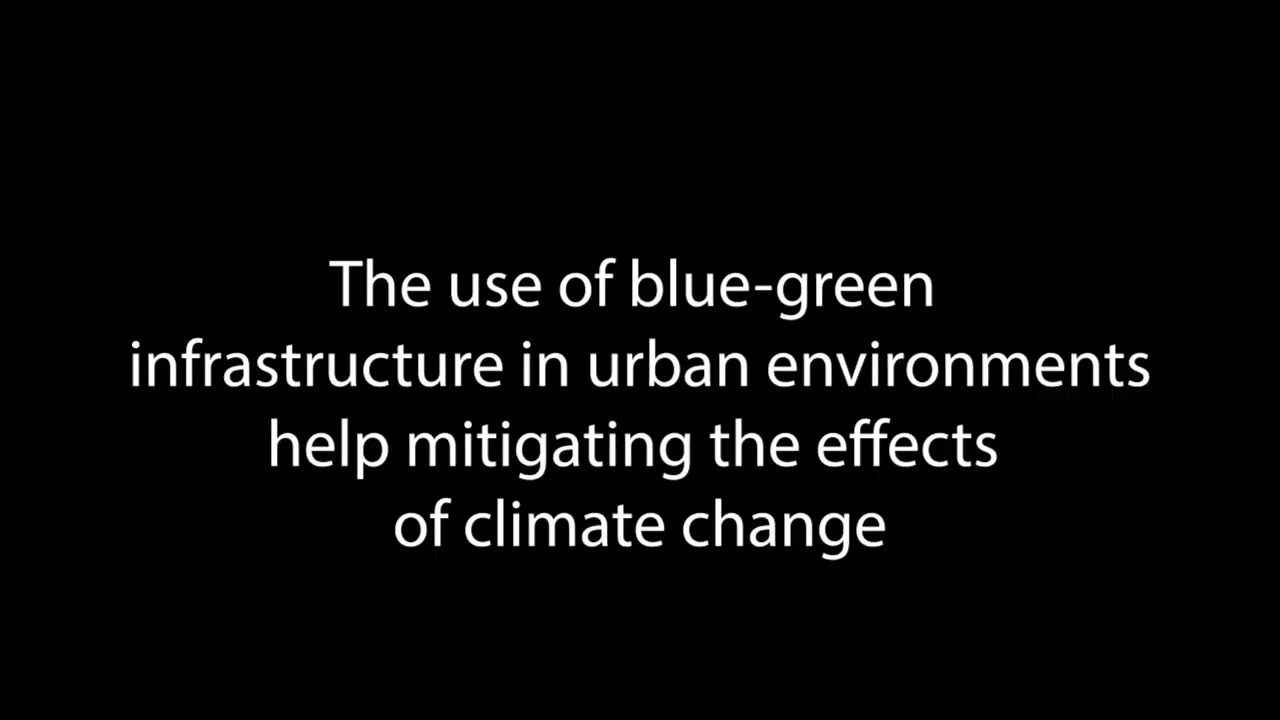 The use of blue-green
infrastructure in urban environments
help mitigating the effects
of climate change